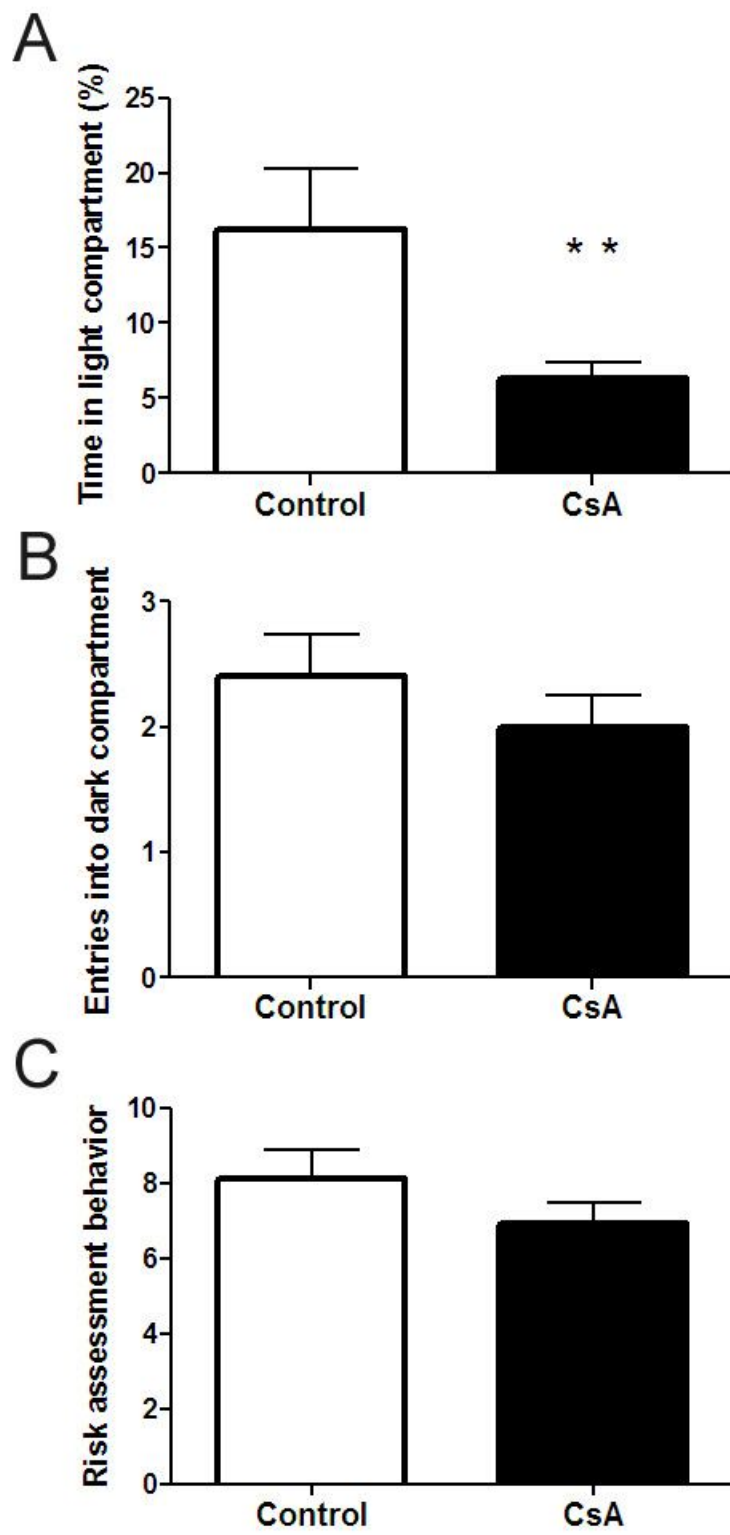 A
Time in light compartment (%)
25
20
15
10
5
0
* *
Control CsA
B
Entries into dark compartment
3
2
1
0
Control CsA
C
Risk assessment behavior
10
8
6
4
2
0
Control CsA